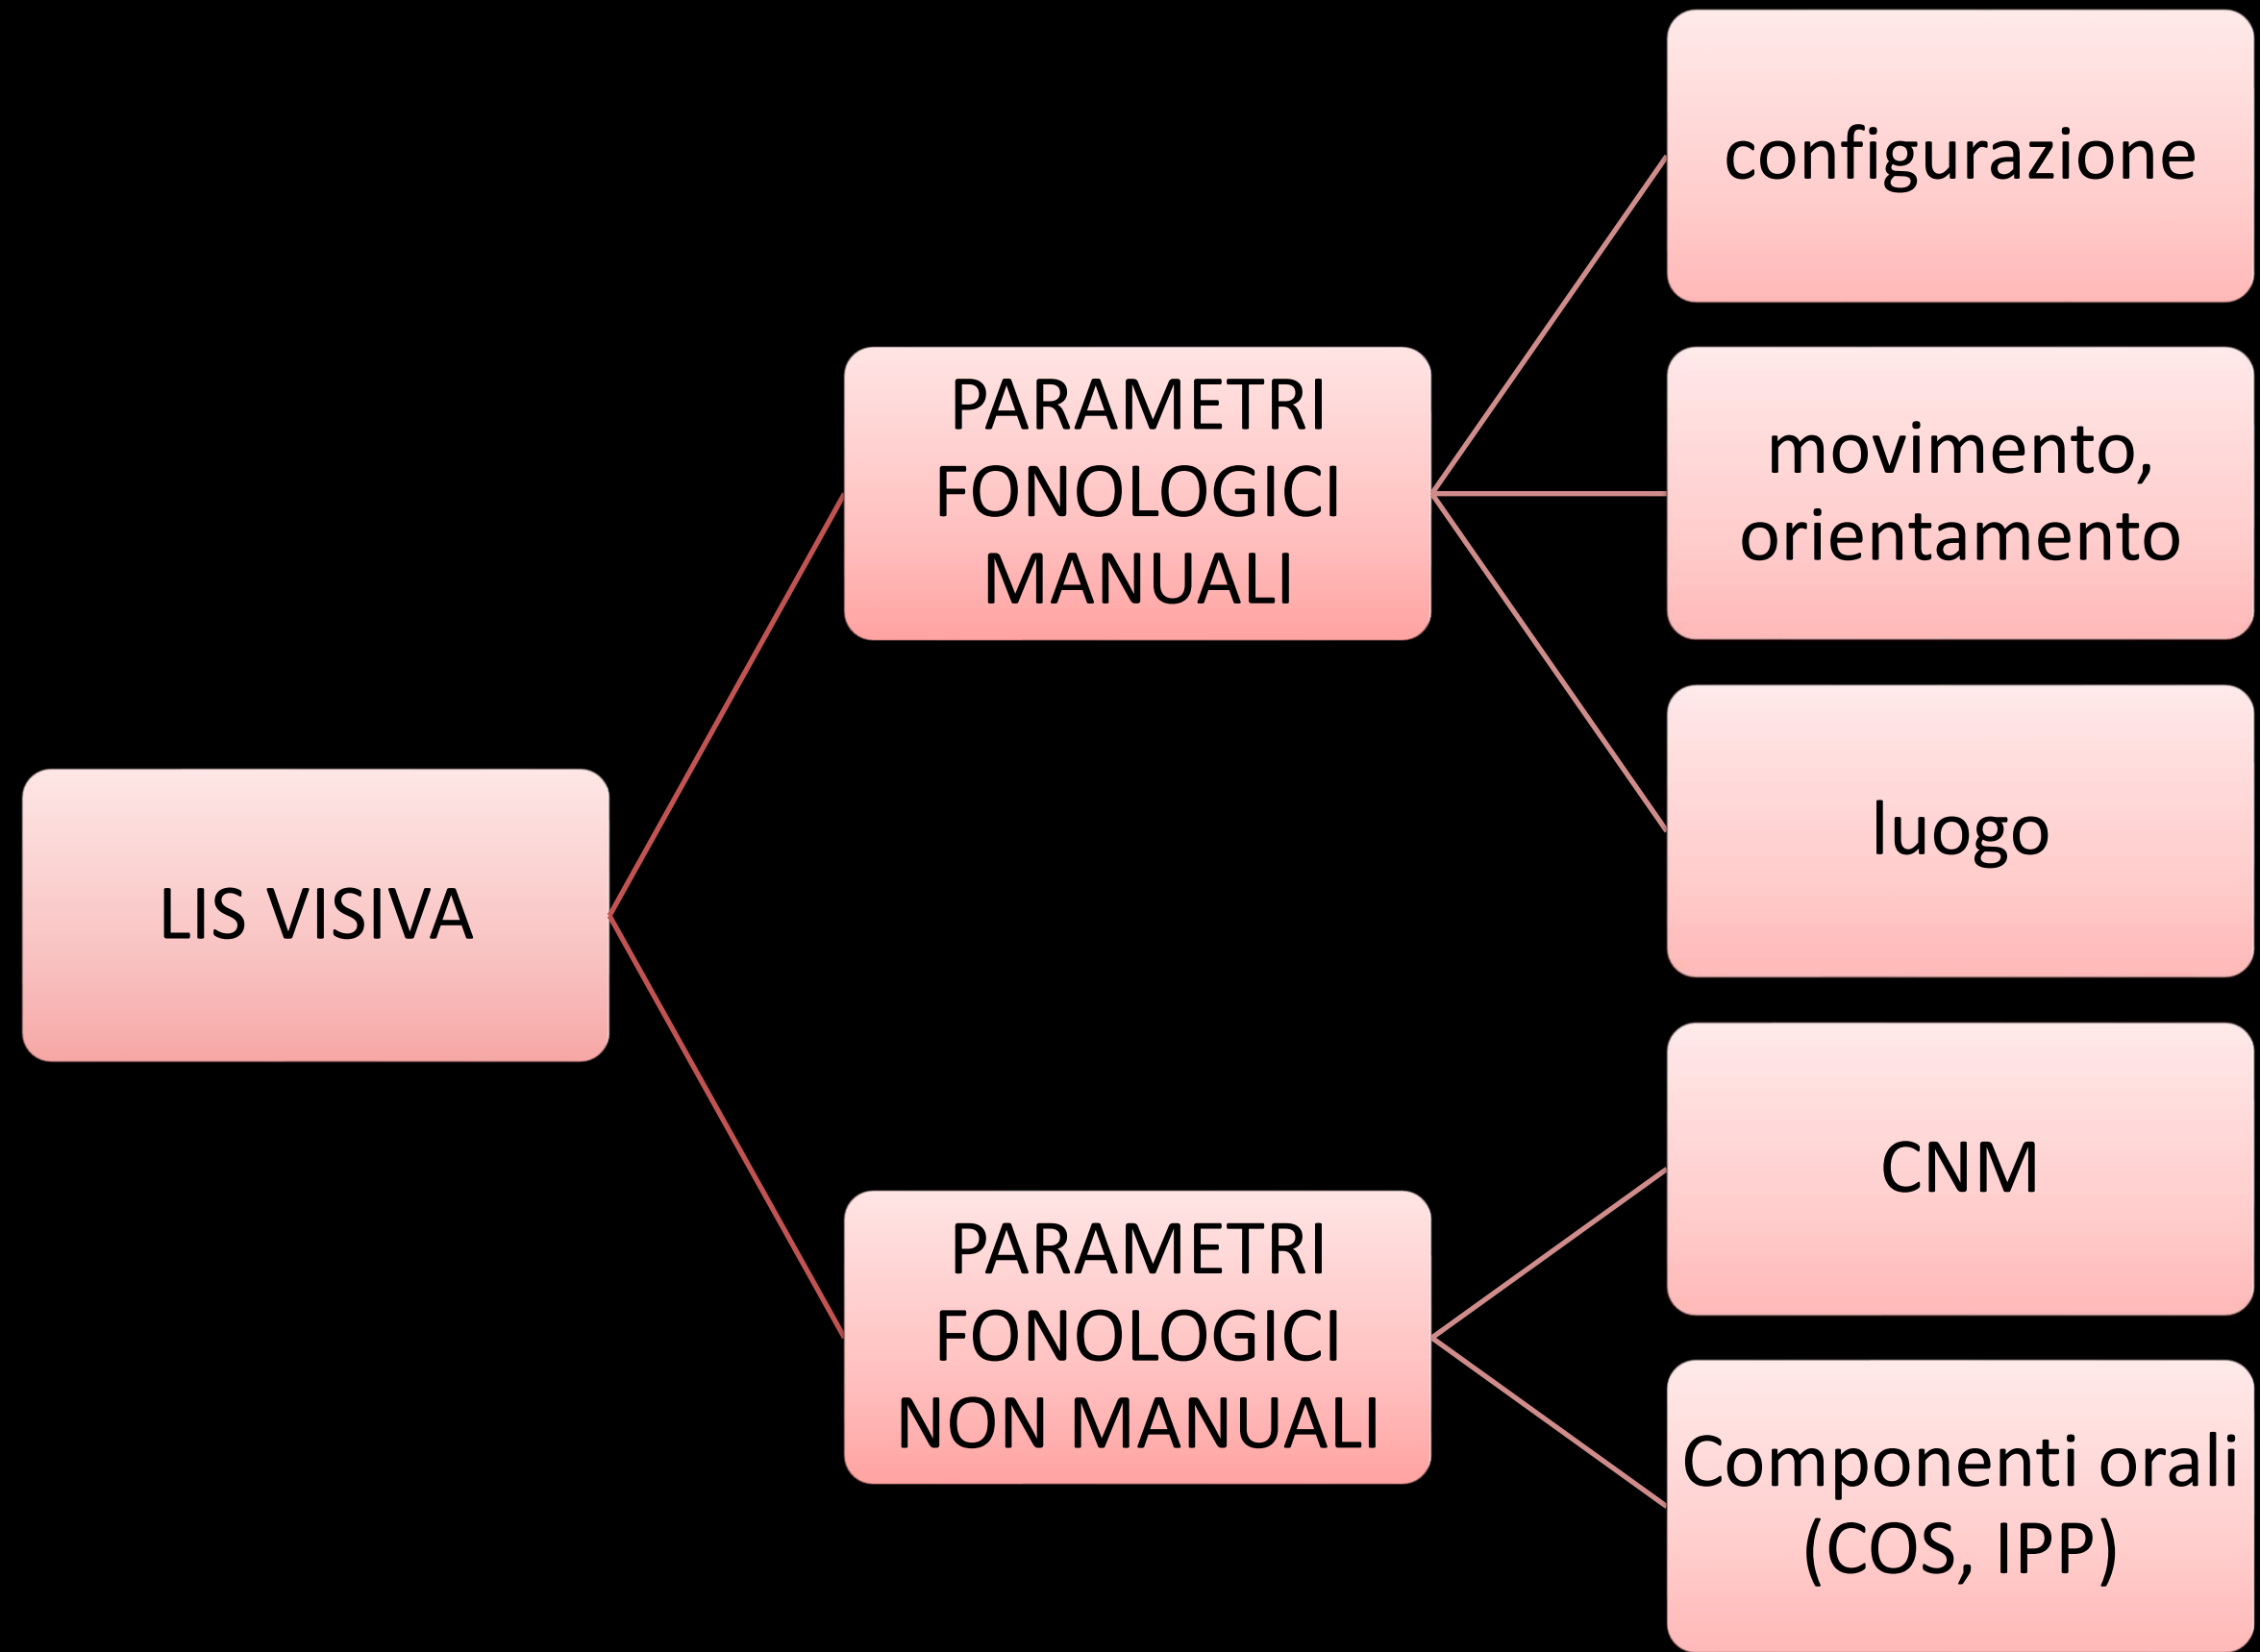 LIS VISIVA
PARAMETRI
FONOLOGICI
MANUALI
configurazione
movimento,
orientamento
luogo
PARAMETRI
FONOLOGICI
NON MANUALI
CNM
Componenti orali
(COS, IPP)